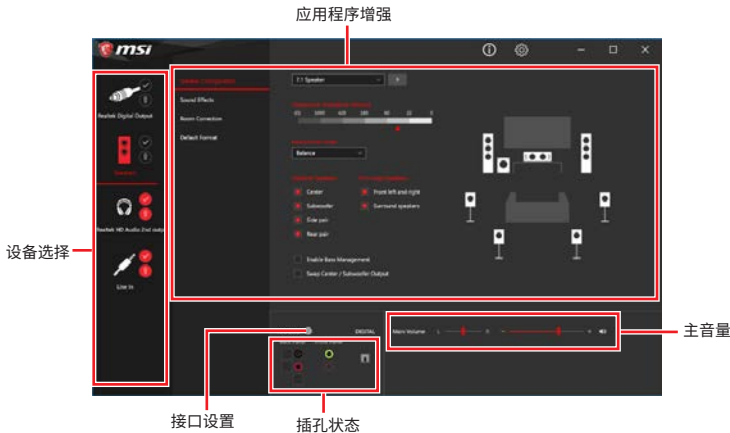 应用程序增强
msi
Realtek Digital Output
Speakers
Realtek HD Audio 2nd output
Line In
Speaker Configuration
Sound Effects
Room Correction
Default Format
7.1 Speaker
Balance
Center
Subwoofer
Side pair
Rear pair
Front left and right
Surround speakers
Enable Bass Management
Swap Center / Subwoofer Output
设备选择
DIGITAL
Main Volume
L
R
主音量
接口设置
插孔状态